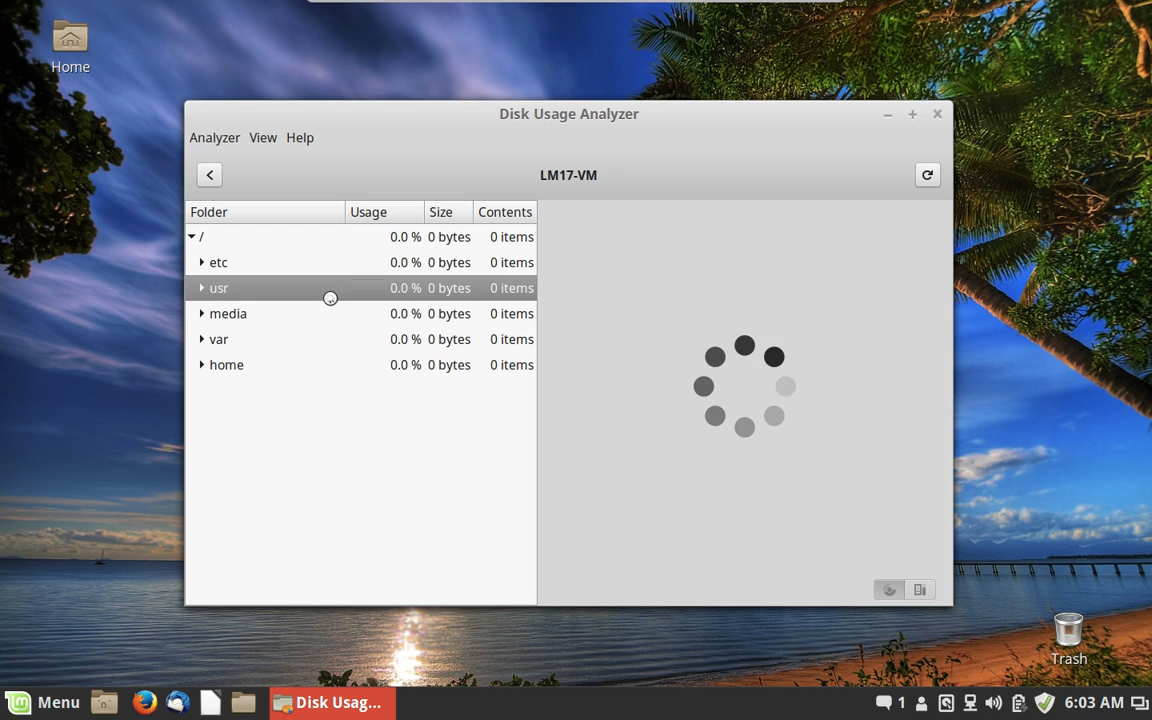 Home
Disk Usage Analyzer
Analyzer View Help
LM17-VM
Folder Usage Size Contents
/ 0.0 % 0 bytes 0 items
etc 0.0 % 0 bytes 0 items
usr 0.0 % 0 bytes 0 items
media 0.0 % 0 bytes 0 items
var 0.0 % 0 bytes 0 items
home 0.0 % 0 bytes 0 items
Trash
Menu Disk Usag... 1 6:03 AM